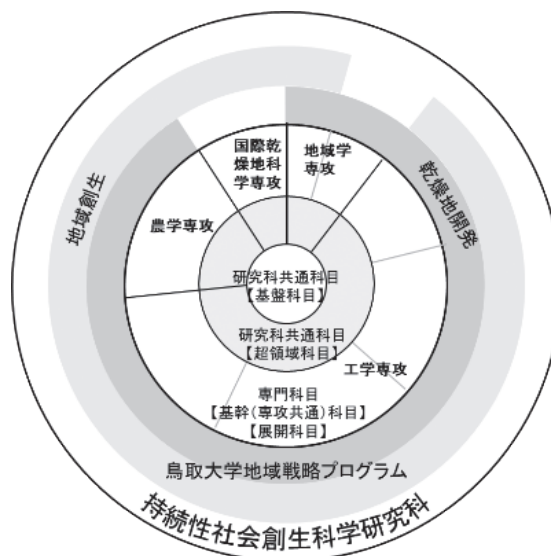 国際乾
燥地科
学専攻
地域学
専攻
地域創生
乾燥地開発
農学専攻
研究科共通科目
【基盤科目】
研究科共通科目
【超領域科目】
工学専攻
専門科目
【基幹(専攻共通)科目】
【展開科目】
鳥取大学地域戦略プログラム
持続性社会創生科学研究科